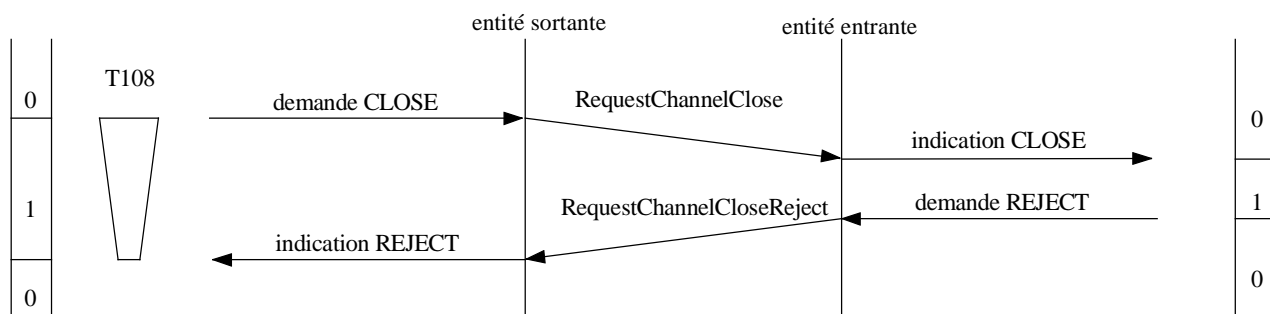 entité sortante
entité entrante
T108
0
demande CLOSE
RequestChannelClose
0
indication CLOSE
1
RequestChannelCloseReject
demande REJECT
1
indication REJECT
0
0